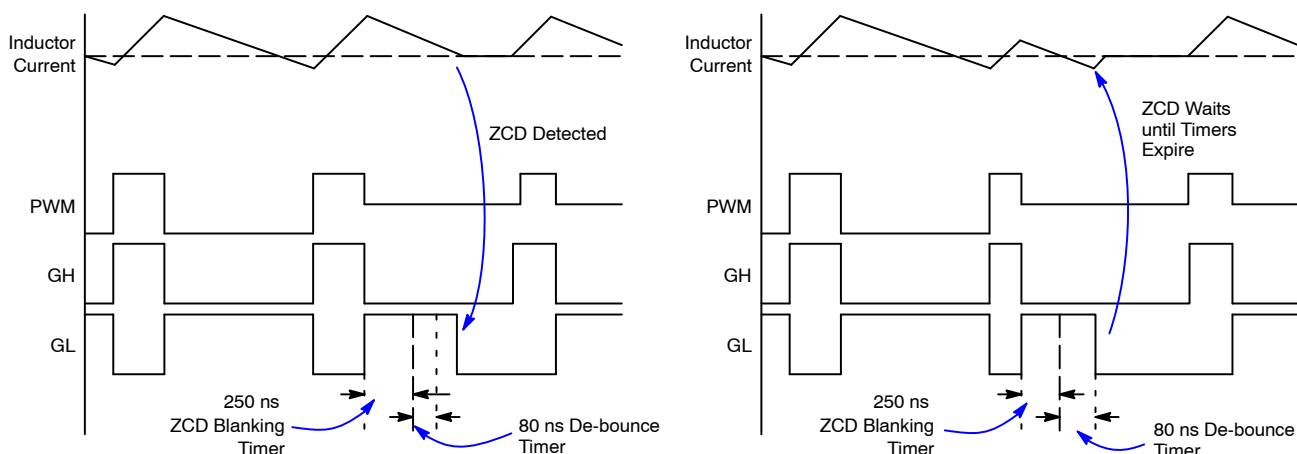 Inductor
Current
ZCD Detected
PWM
GH
GL
250 ns
ZCD Blanking
Timer
80 ns De-bounce
Timer
Inductor
Current
ZCD Waits
until Timers
Expire
PWM
GH
GL
250 ns
ZCD Blanking
Timer
80 ns De-bounce
Timer